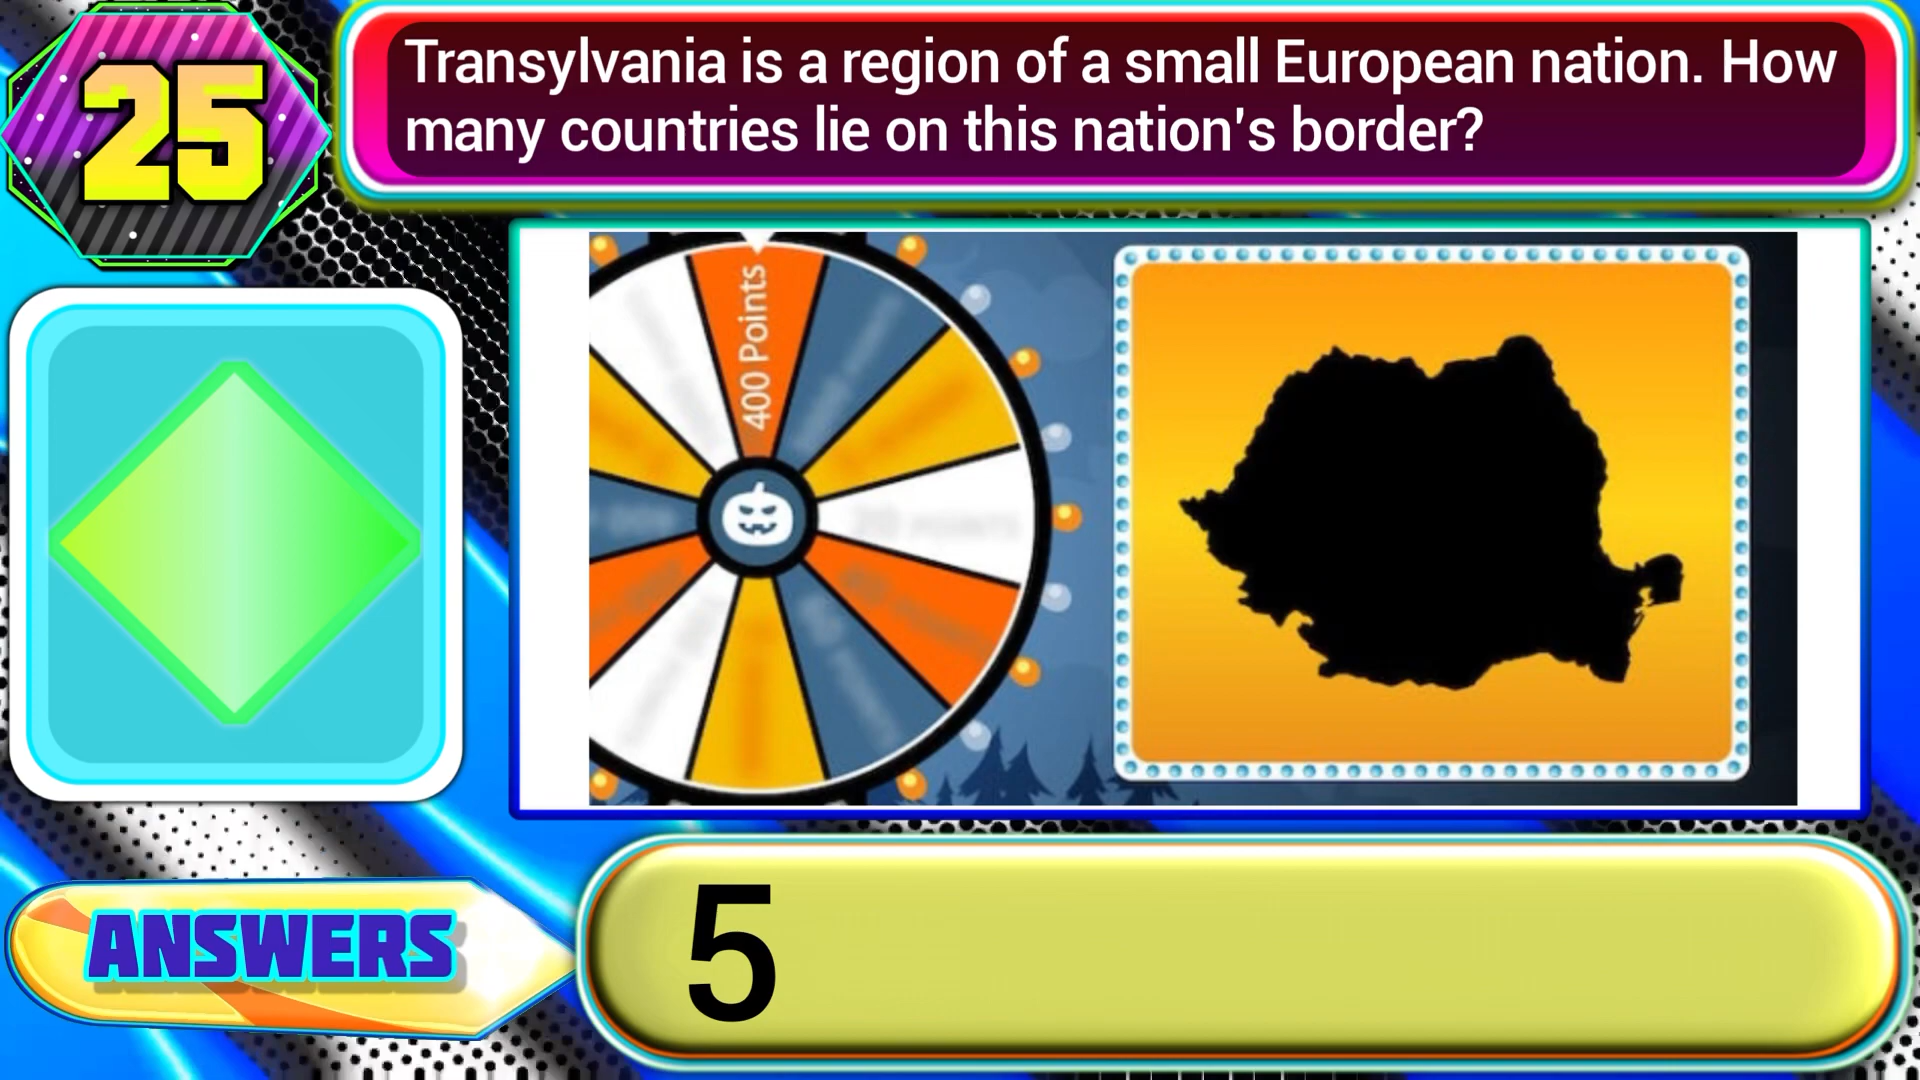 25
Transylvania is a region of a small European nation. How
many countries lie on this nation's border?
400 Points
ANSWERS
5